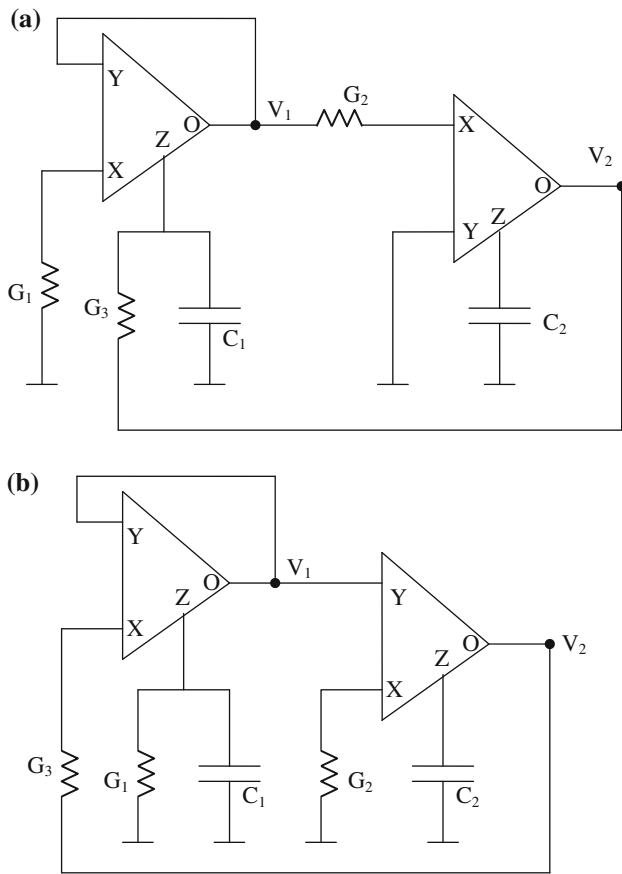 (a)
Y
X
Z
O
V₁
G₂
X
Y
Z
O
V₂
G₁
G₃
C₁
C₂
(b)
Y
X
Z
O
V₁
Y
X
Z
O
V₂
G₃
G₁
C₁
G₂
C₂